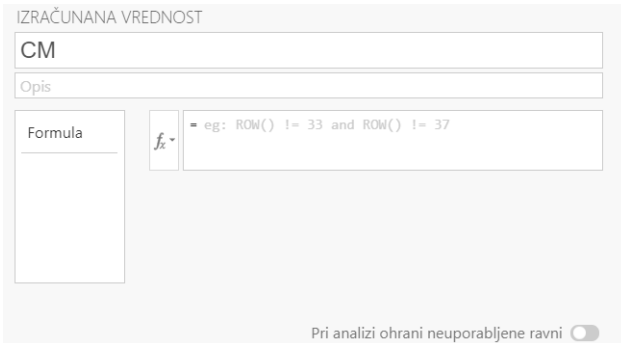 IZRAČUNANA VREDNOST
CM
Opis
Formula
fx
= eg: ROW() != 33 and ROW() != 37
Pri analizi ohrani neuporabljene ravni